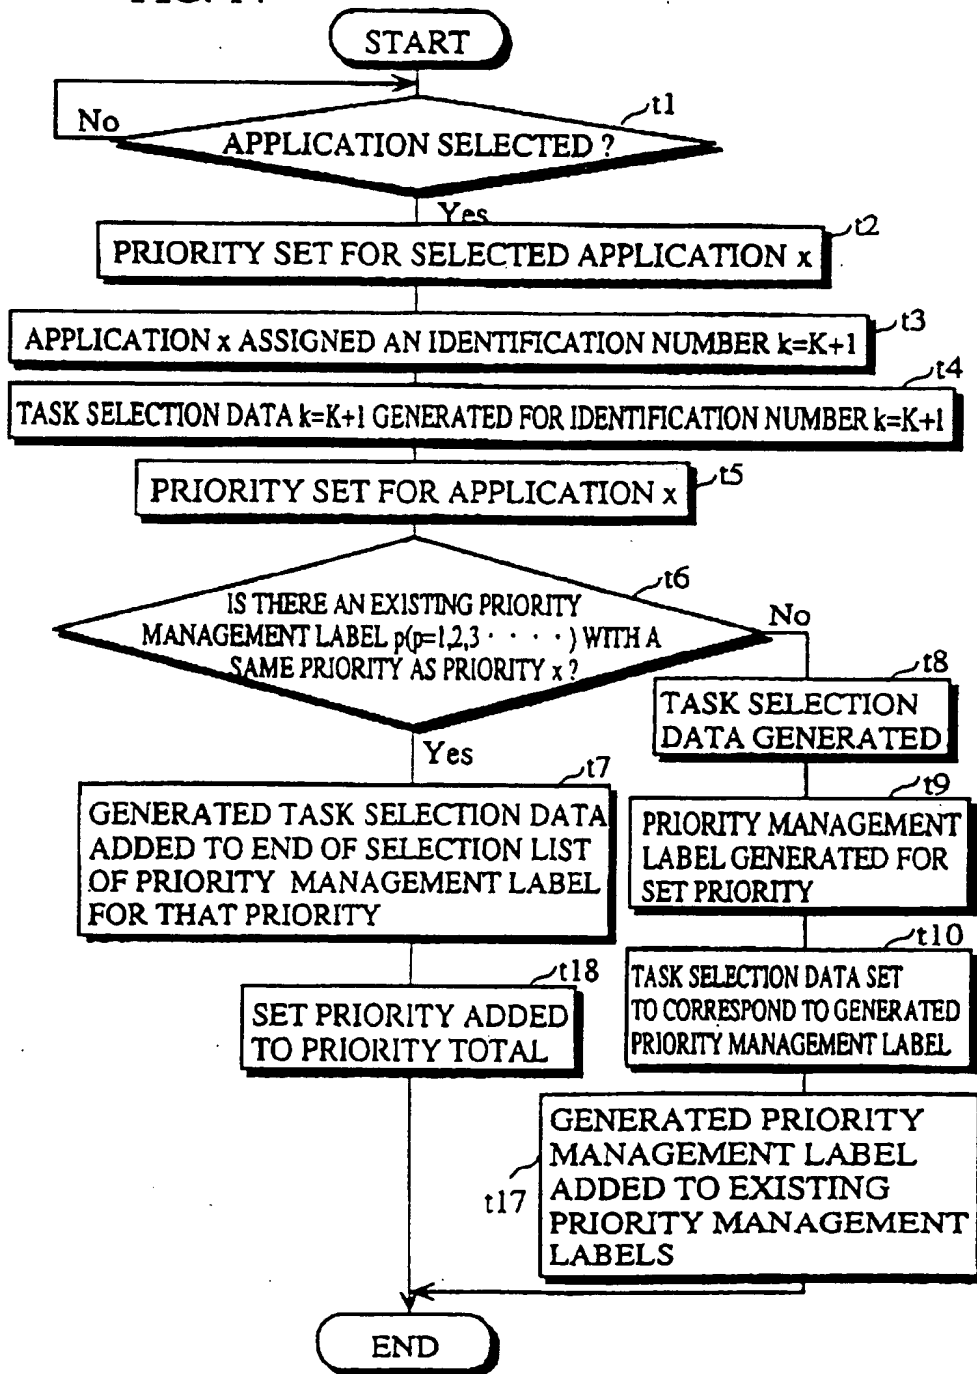 START
t1
No
APPLICATION SELECTED ?
Yes
t2
PRIORITY SET FOR SELECTED APPLICATION x
t3
APPLICATION x ASSIGNED AN IDENTIFICATION NUMBER k=K+1
t4
TASK SELECTION DATA k=K+1 GENERATED FOR IDENTIFICATION NUMBER k=K+1
t5
PRIORITY SET FOR APPLICATION x
t6
IS THERE AN EXISTING PRIORITY
MANAGEMENT LABEL p(p=1,2,3 · · · · ·) WITH A
SAME PRIORITY AS PRIORITY x ?
No
Yes
t7
GENERATED TASK SELECTION DATA
ADDED TO END OF SELECTION LIST
OF PRIORITY MANAGEMENT LABEL
FOR THAT PRIORITY
t18
SET PRIORITY ADDED
TO PRIORITY TOTAL
t8
TASK SELECTION
DATA GENERATED
t9
PRIORITY MANAGEMENT
LABEL GENERATED FOR
SET PRIORITY
t10
TASK SELECTION DATA SET
TO CORRESPOND TO GENERATED
PRIORITY MANAGEMENT LABEL
t17
GENERATED PRIORITY
MANAGEMENT LABEL
ADDED TO EXISTING
PRIORITY MANAGEMENT
LABELS
END